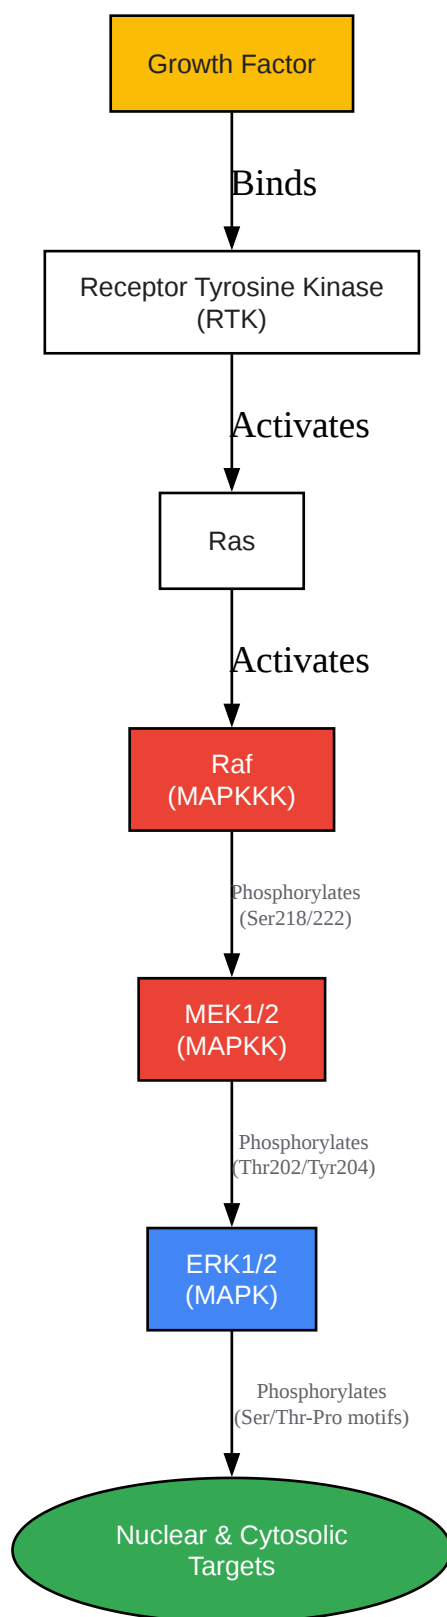 Growth Factor
Binds
Receptor Tyrosine Kinase
(RTK)
Activates
Ras
Activates
Raf
(MAPKKK)
Phosphorylates
(Ser218/222)
MEK1/2
(MAPKK)
Phosphorylates
(Thr202/Tyr204)
ERK1/2
(MAPK)
Phosphorylates
(Ser/Thr-Pro motifs)
Nuclear & Cytosolic
Targets